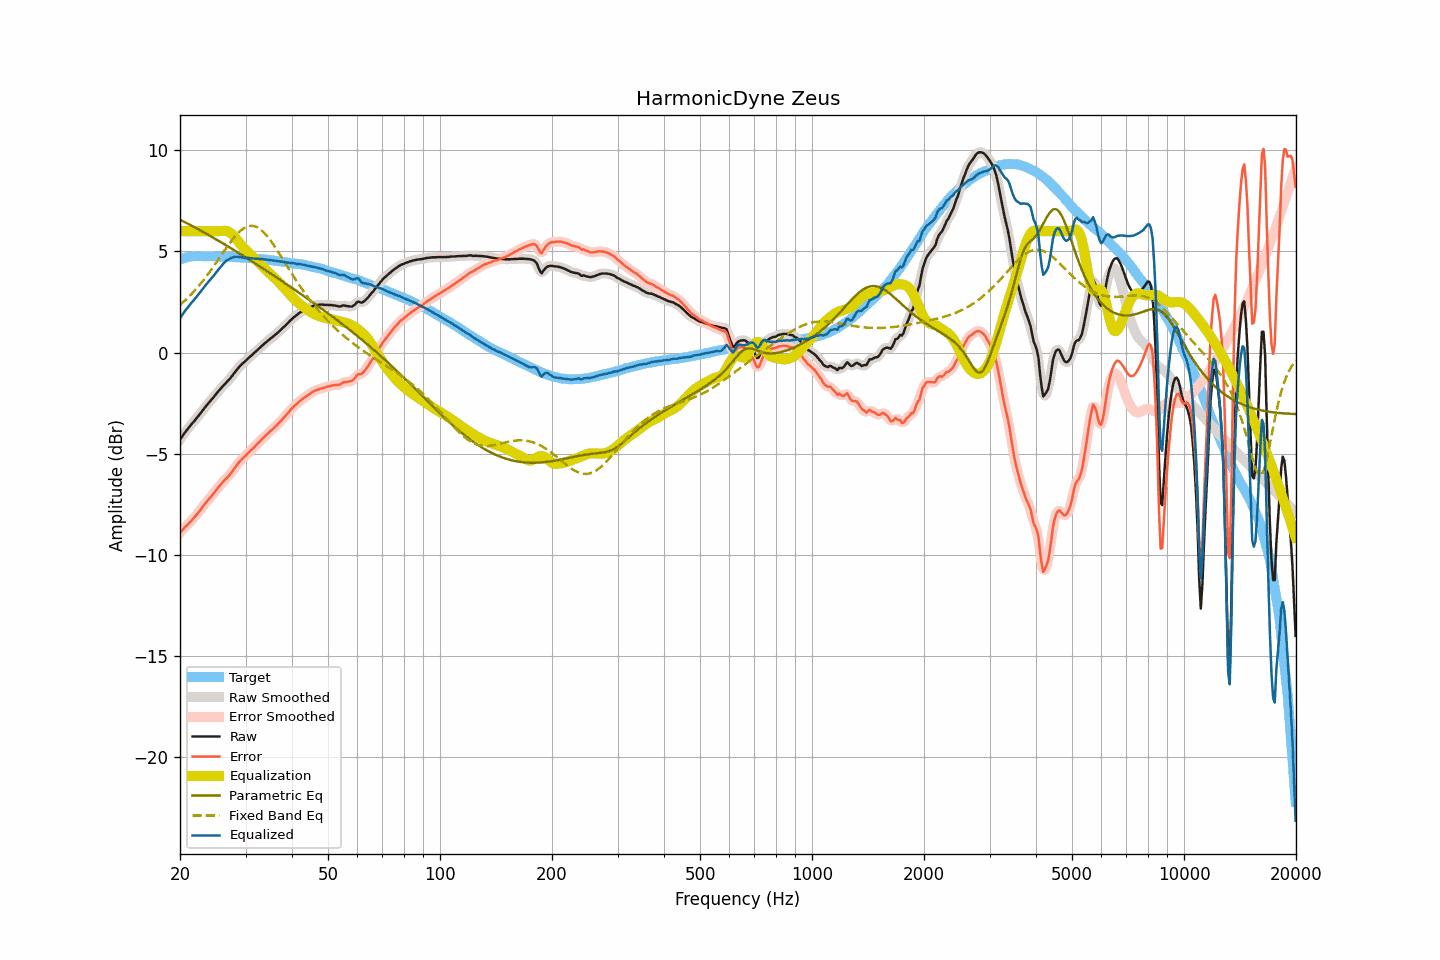 HarmonicDyne Zeus
Amplitude (dBr)
10
5
0
−5
−10
−15
−20
Target
Raw Smoothed
Error Smoothed
Raw
Error
Equalization
Parametric Eq
Fixed Band Eq
Equalized
20 50 100 200 500 1000 2000 5000 10000 20000
Frequency (Hz)